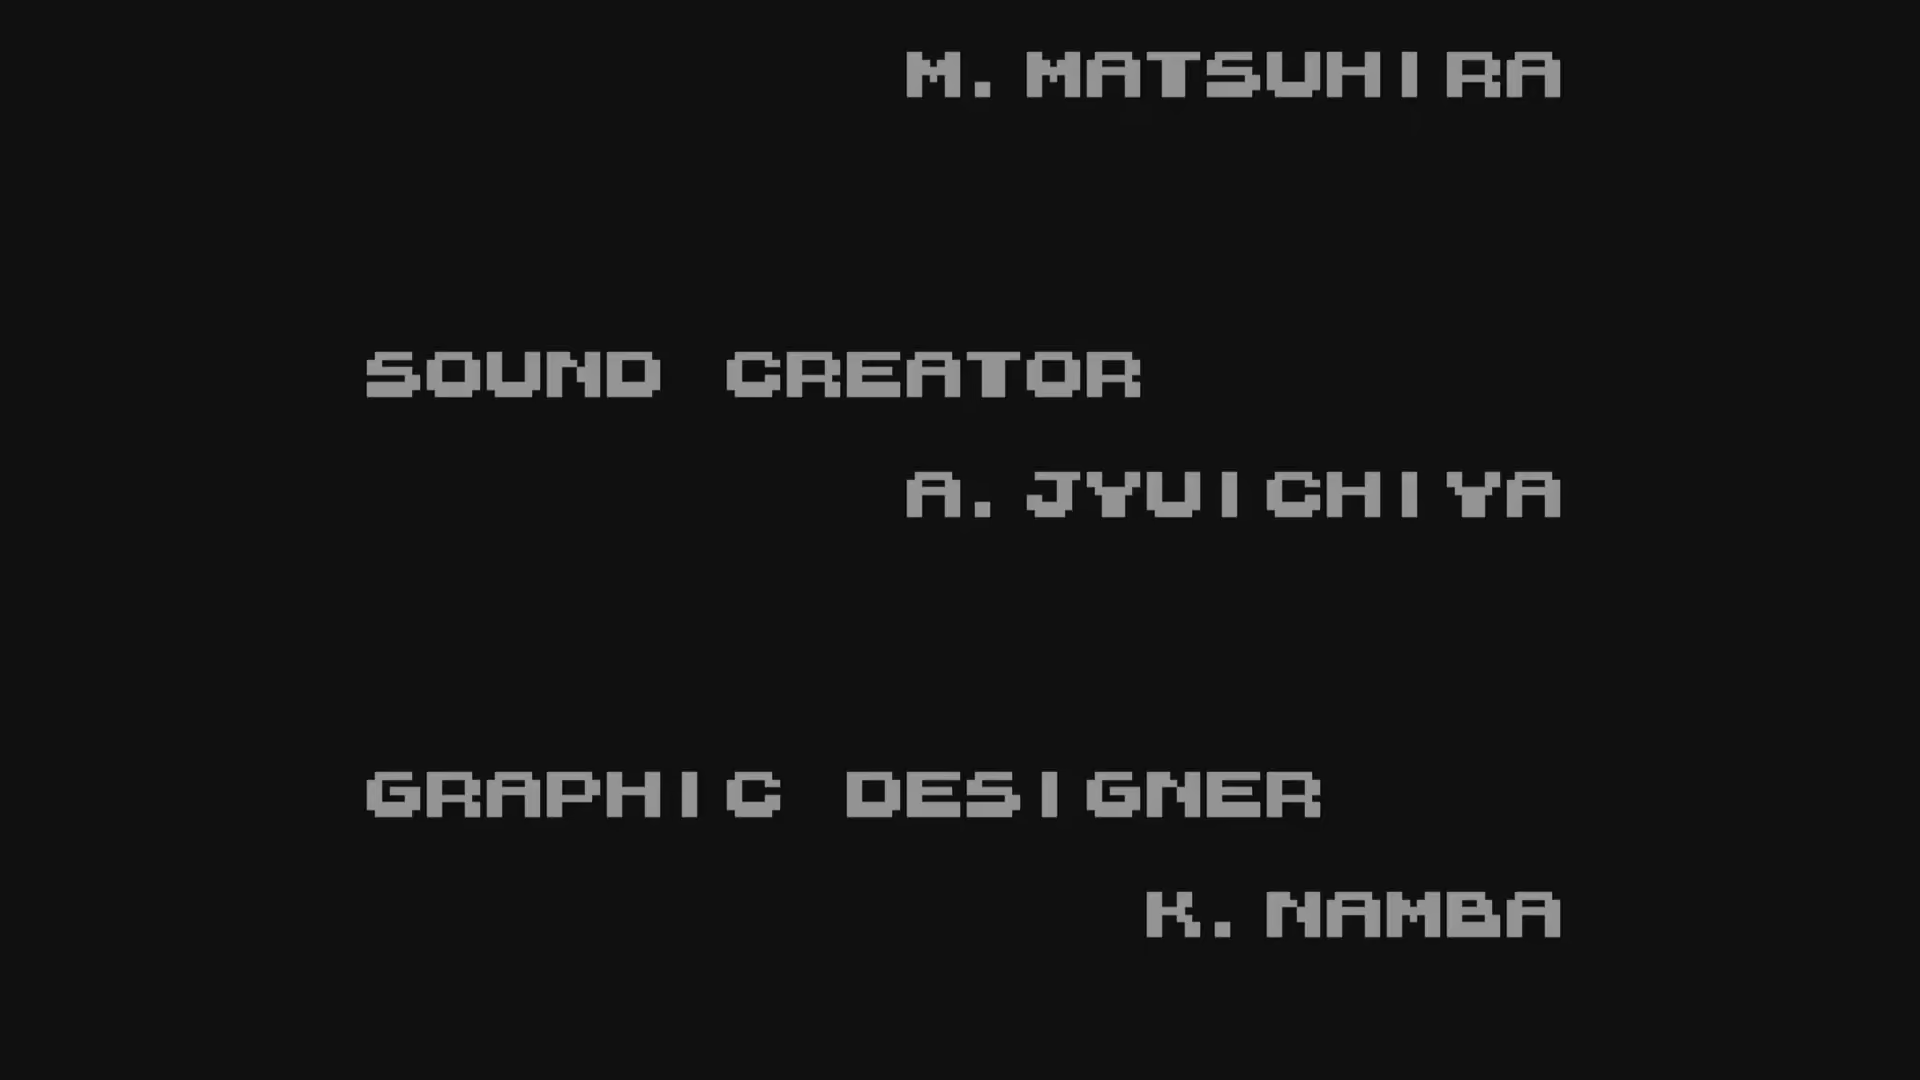 M.MATSUHIRA
SOUND CREATOR
A.JYUICHIYA
GRAPHIC DESIGNER
K.NAMBA